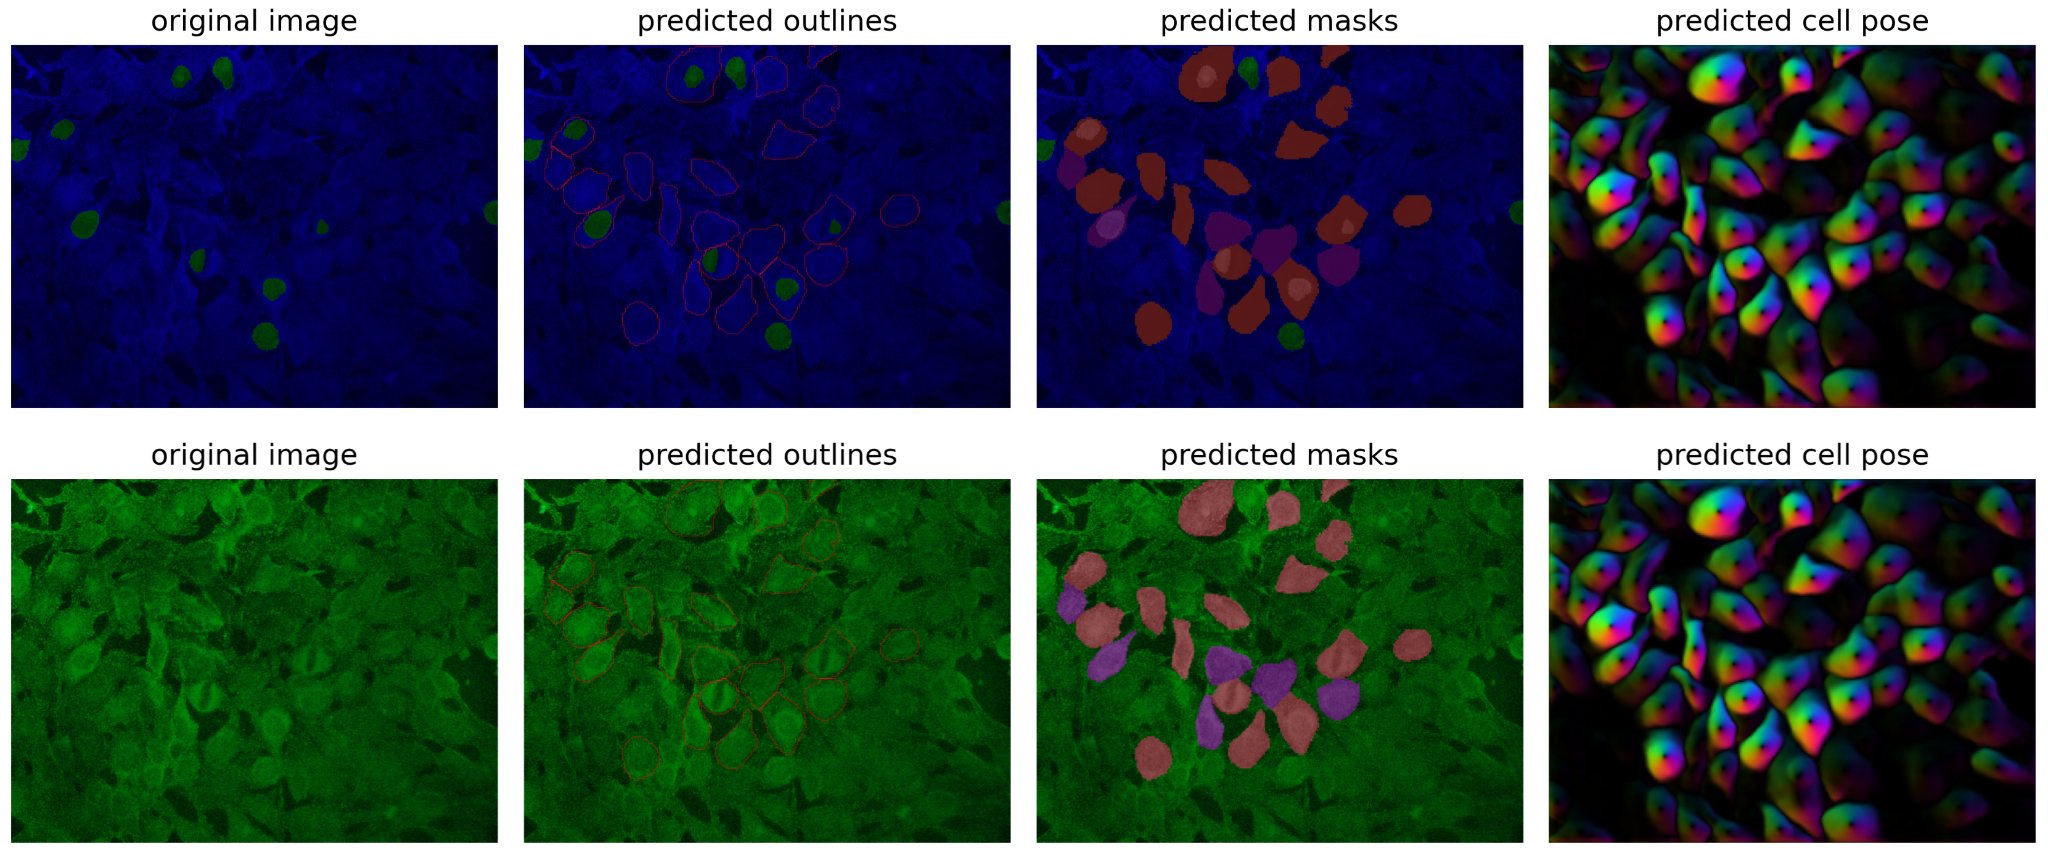 original image
predicted outlines
predicted masks
predicted cell pose
original image
predicted outlines
predicted masks
predicted cell pose